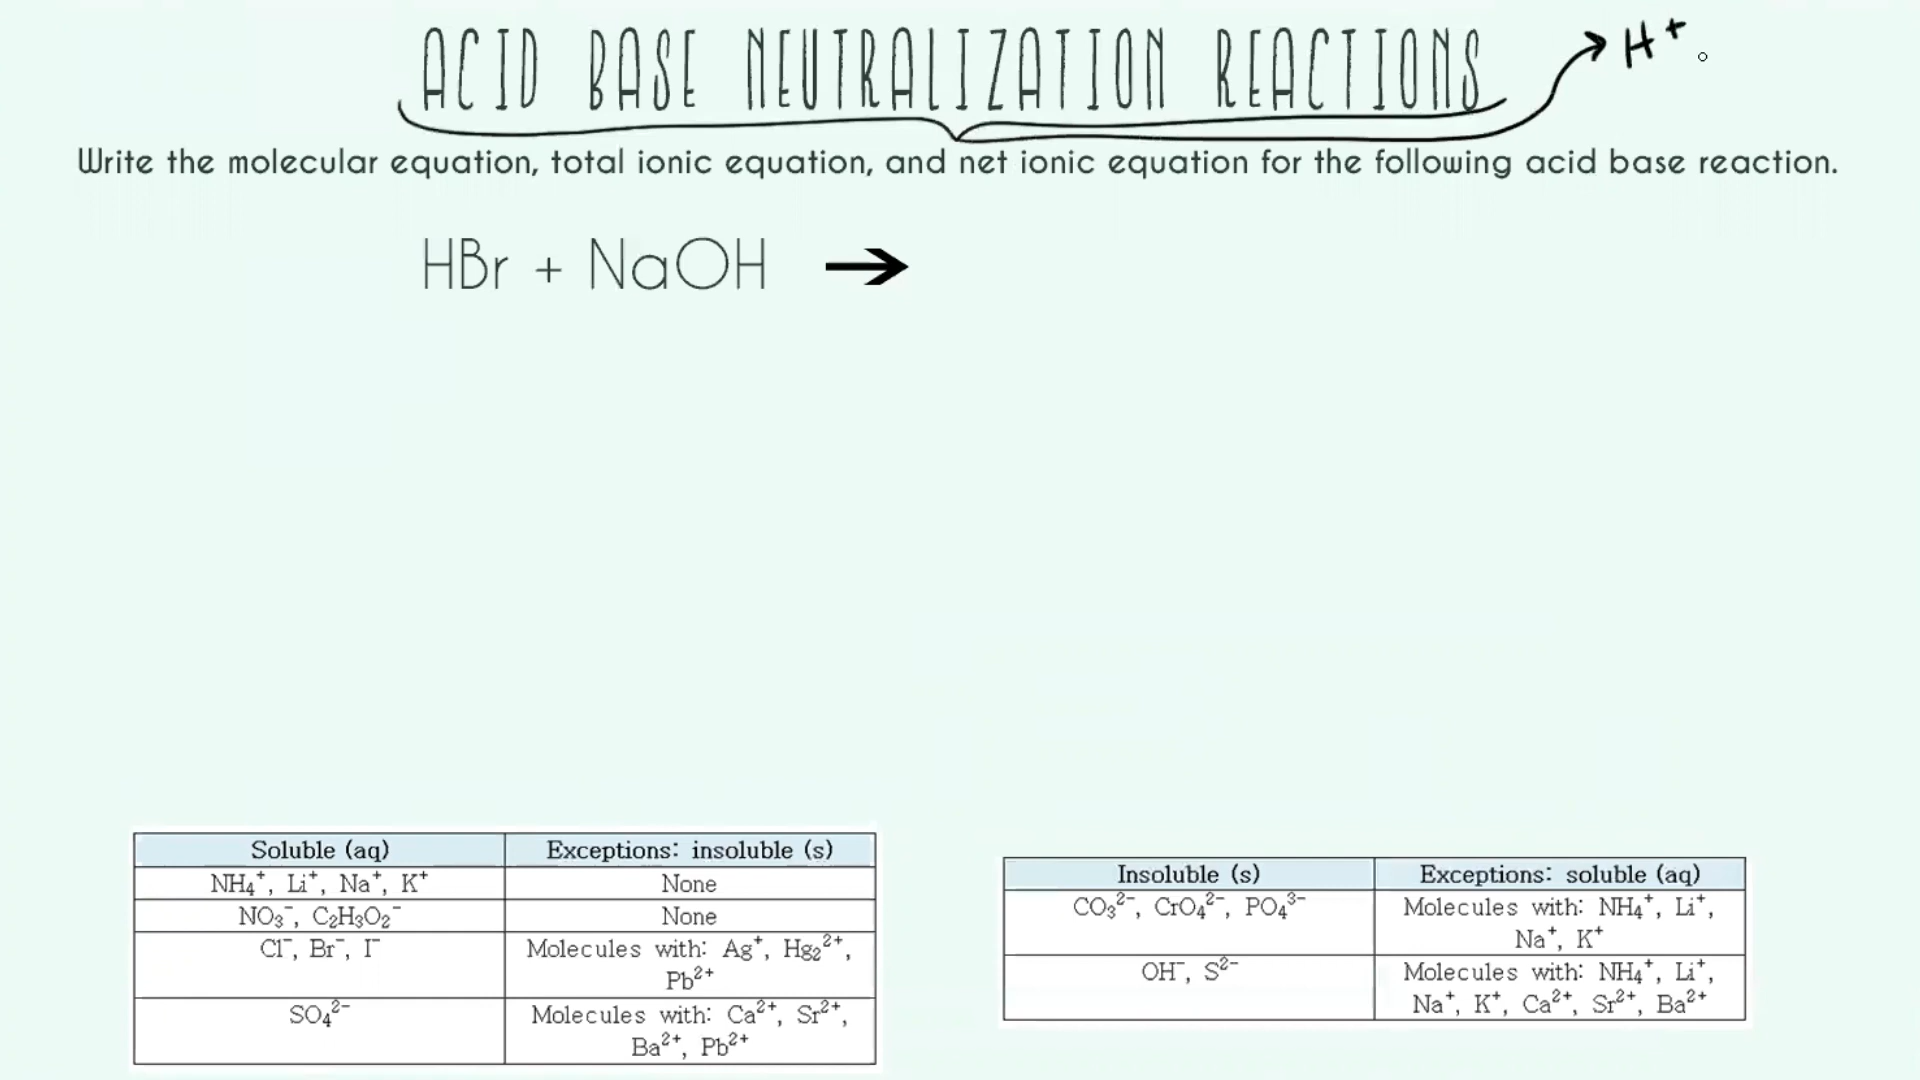 ACID BASE NEUTRALIZATION REACTIONS
H⁺
Write the molecular equation, total ionic equation, and net ionic equation for the following acid base reaction.
HBr + NaOH →
Soluble (aq) Exceptions: insoluble (s)
NH₄⁺, Li⁺, Na⁺, K⁺ None
NO₃⁻, C₂H₃O₂⁻ None
Cl⁻, Br⁻, I⁻ Molecules with: Ag⁺, Hg₂²⁺,
Pb²⁺
SO₄²⁻ Molecules with: Ca²⁺, Sr²⁺,
Ba²⁺, Pb²⁺
Insoluble (s) Exceptions: soluble (aq)
CO₃²⁻, CrO₄²⁻, PO₄³⁻ Molecules with: NH₄⁺, Li⁺,
Na⁺, K⁺
OH⁻, S²⁻ Molecules with: NH₄⁺, Li⁺,
Na⁺, K⁺, Ca²⁺, Sr²⁺, Ba²⁺